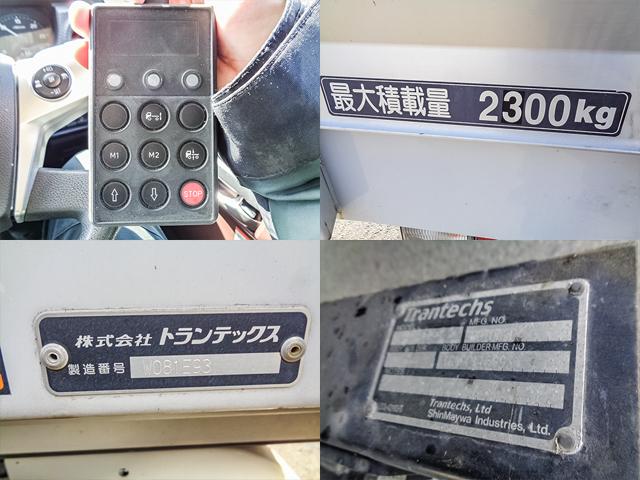 M1
M2
STOP
最大積載量 2300kg
株式会社 トランテックス
製造番号 W081E93
Trantechs
MFG. NO.
BODY BUILDER MFG. NO.
Trantechs, Ltd
ShinMaywa Industries, Ltd.